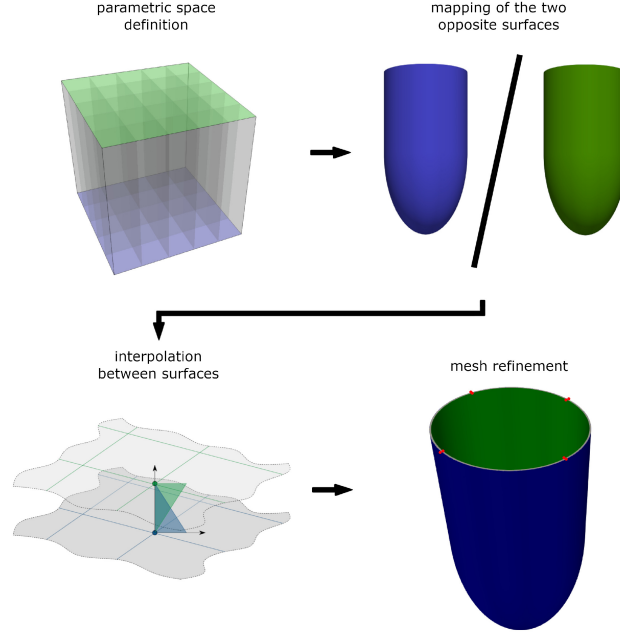 parametric space
definition
mapping of the two
opposite surfaces
interpolation
between surfaces
mesh refinement